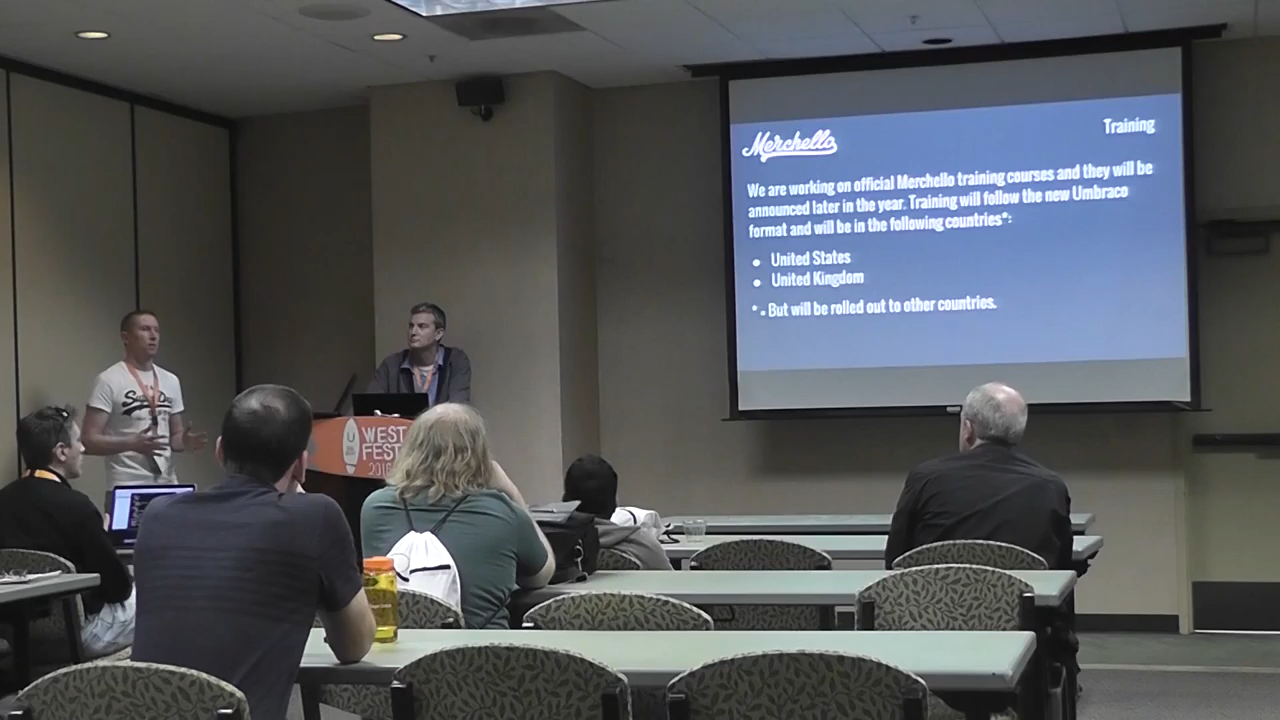 Merchello
Training
We are working on official Merchello training courses and they will be
announced later in the year. Training will follow the new Umbraco
format and will be in the following countries*:
• United States
• United Kingdom
* - But will be rolled out to other countries.
WEST
FEST
2016